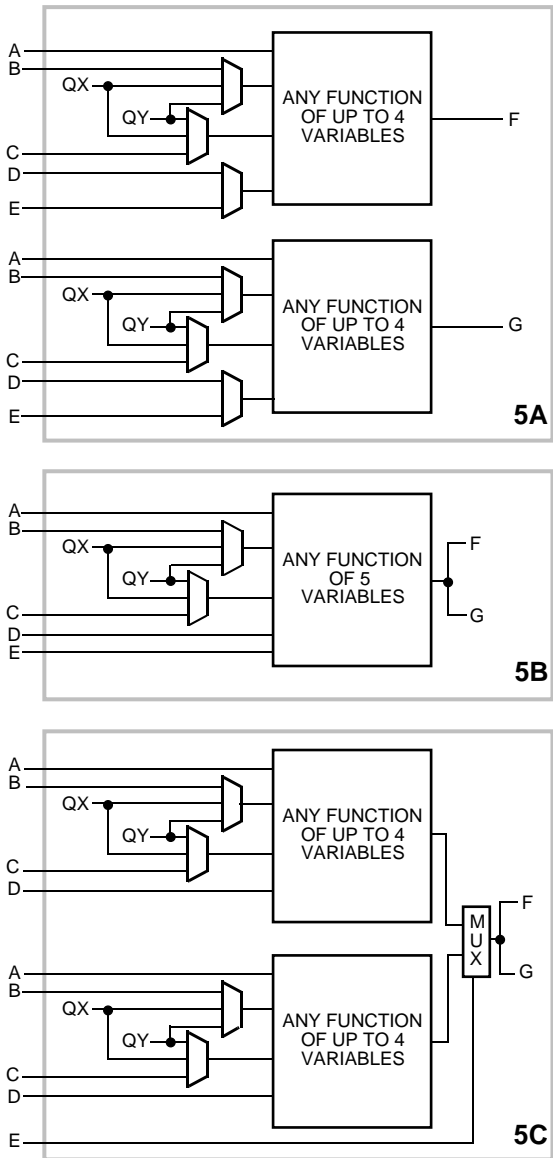 A
B
QX
QY
C
D
E
ANY FUNCTION
OF UP TO 4
VARIABLES
F
A
B
QX
QY
C
D
E
ANY FUNCTION
OF UP TO 4
VARIABLES
G
5A
A
B
QX
QY
C
D
E
ANY FUNCTION
OF 5
VARIABLES
F
G
5B
A
B
QX
QY
C
D
ANY FUNCTION
OF UP TO 4
VARIABLES
A
B
QX
QY
C
D
ANY FUNCTION
OF UP TO 4
VARIABLES
M
U
X
F
G
E
5C